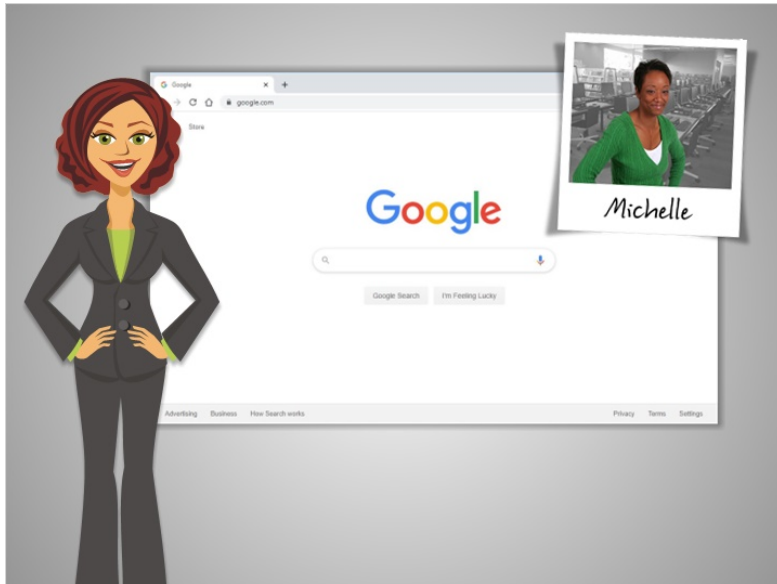 Google
google.com
Store
Google
Michelle
Google Search
I'm Feeling Lucky
Advertising Business How Search works
Privacy Terms Settings